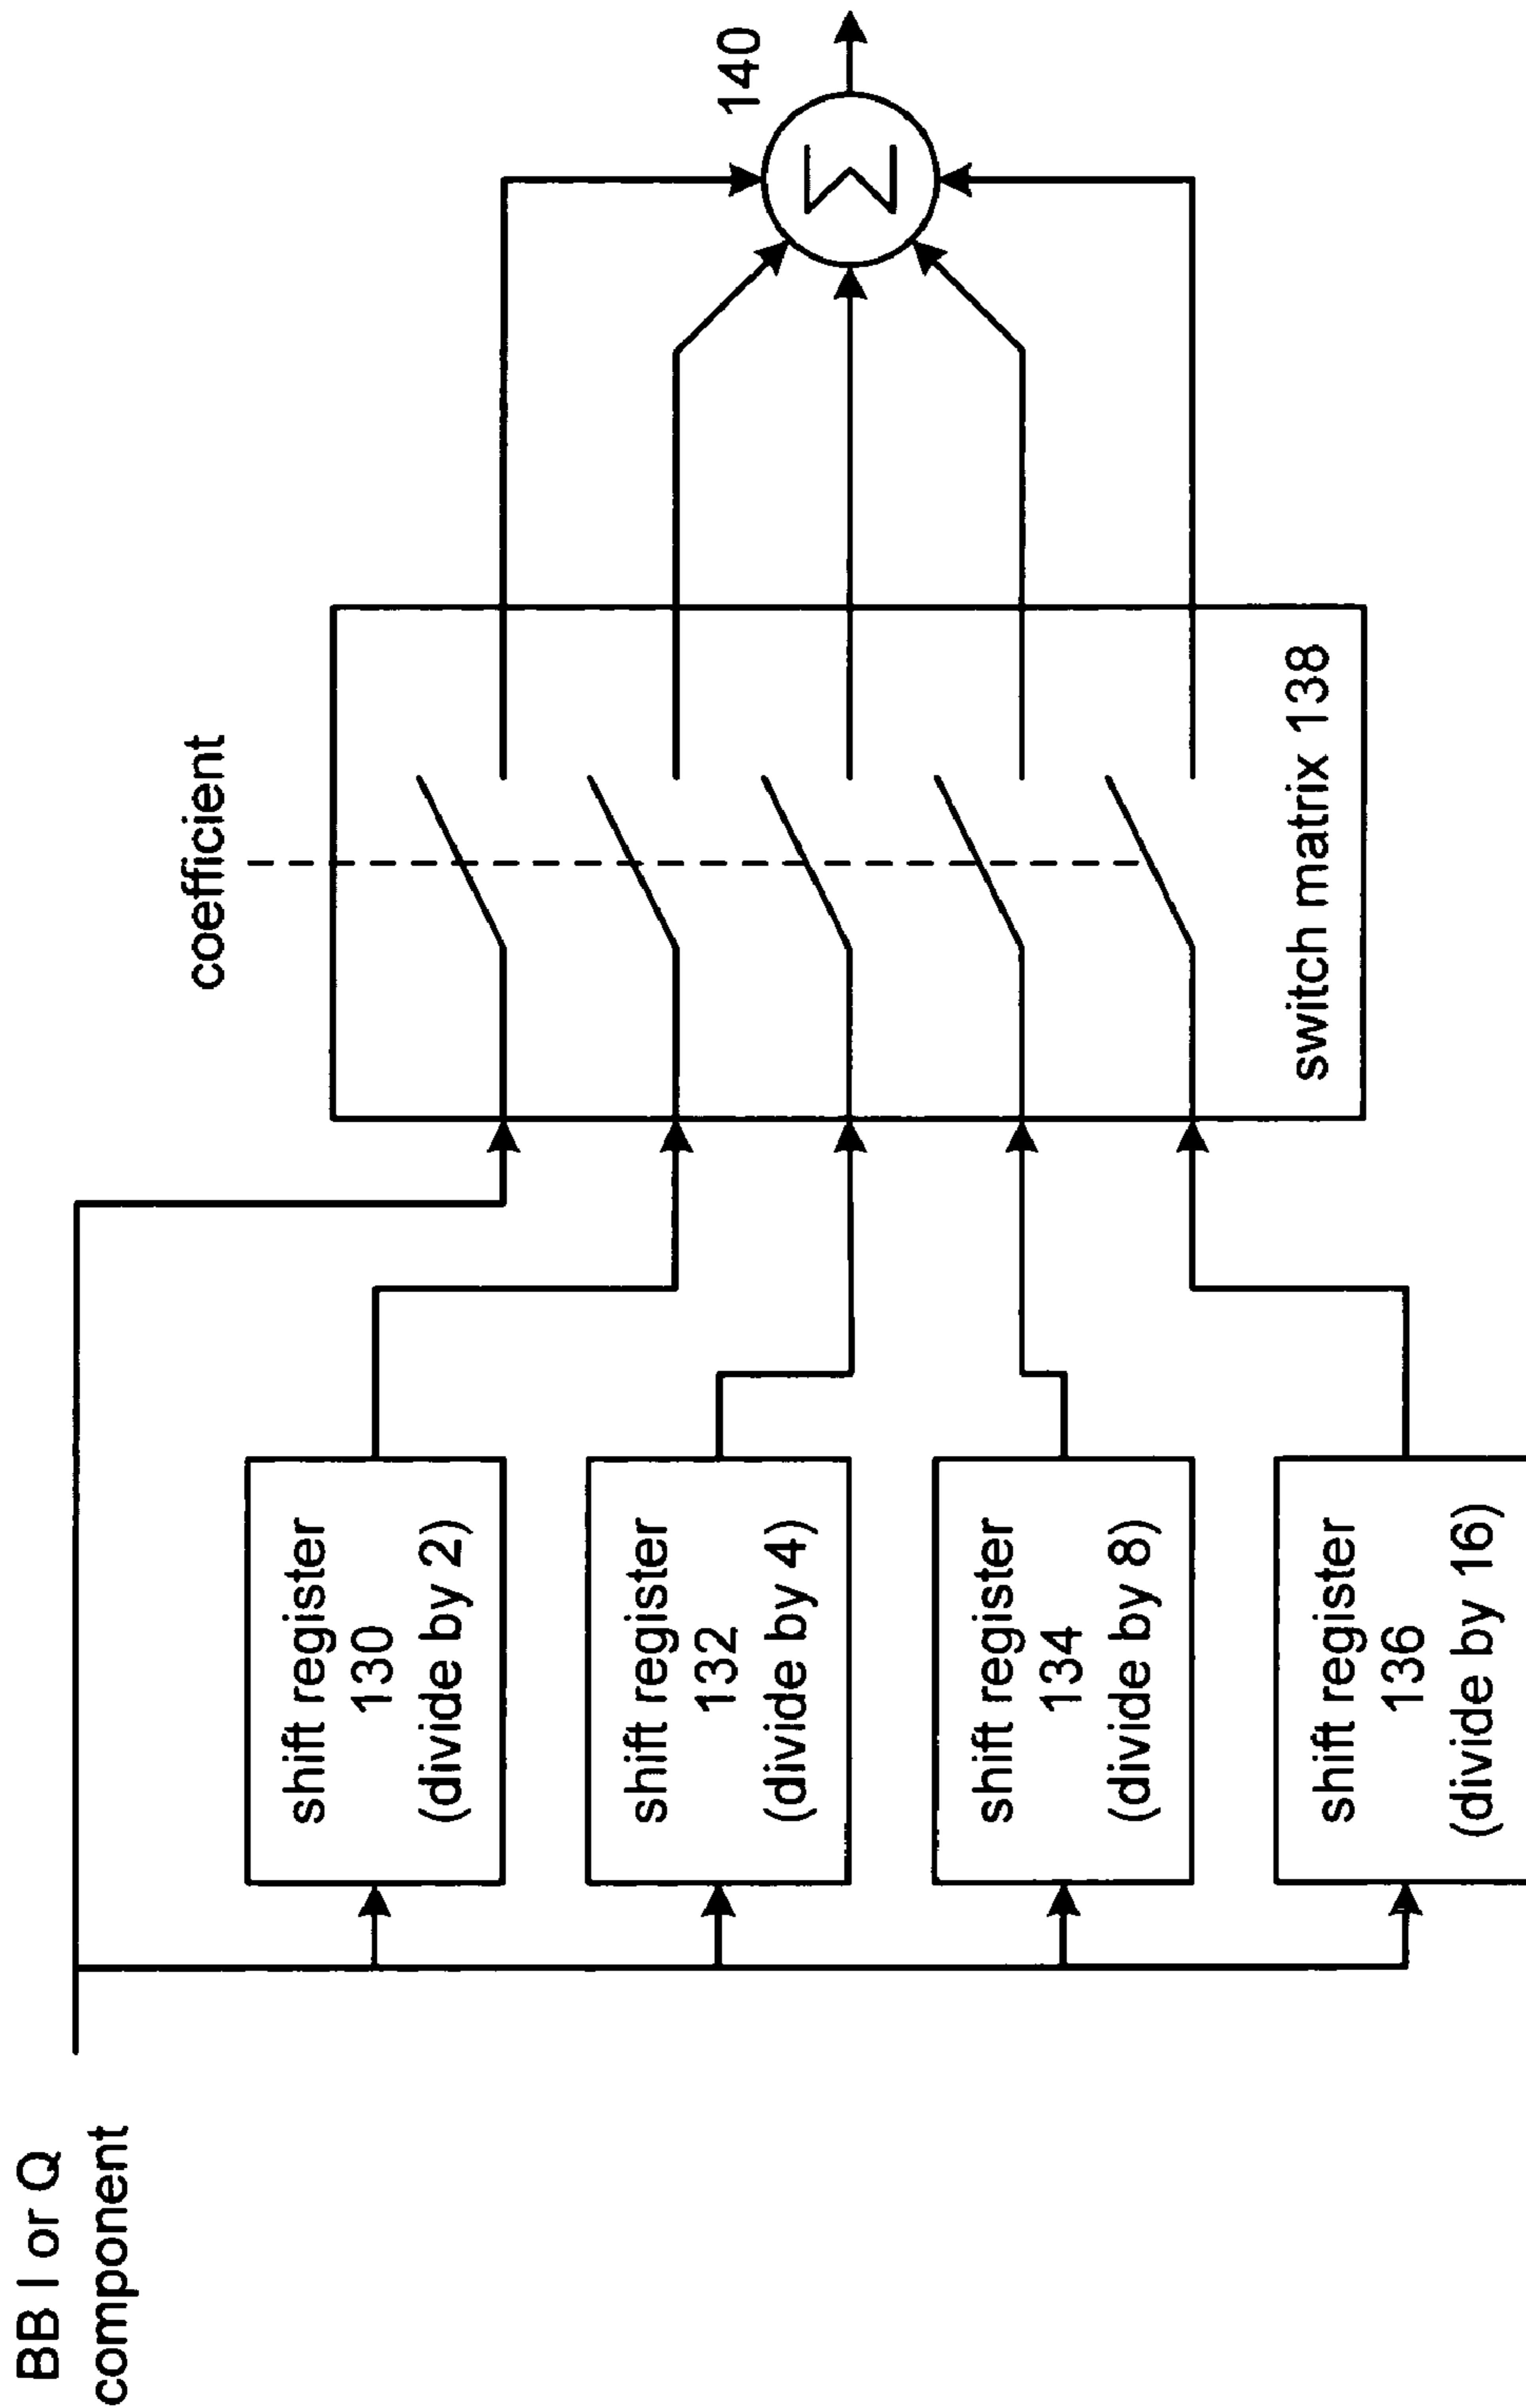 BB I or Q
component
shift register
130
(divide by 2)
shift register
132
(divide by 4)
shift register
134
(divide by 8)
shift register
136
(divide by 16)
coefficient
switch matrix 138
140
Σ